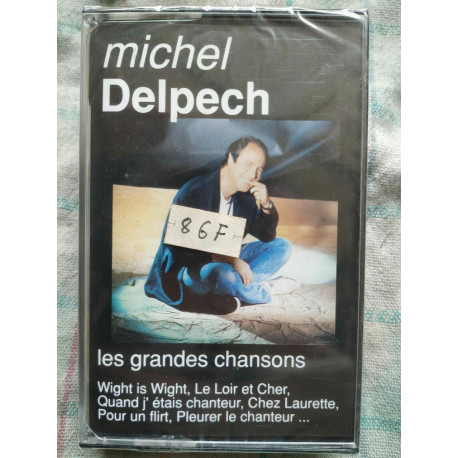 michel
Delpech
86F
les grandes chansons
Wight is Wight, Le Loir et Cher,
Quand j' étais chanteur, Chez Laurette,
Pour un flirt, Pleurer le chanteur ...